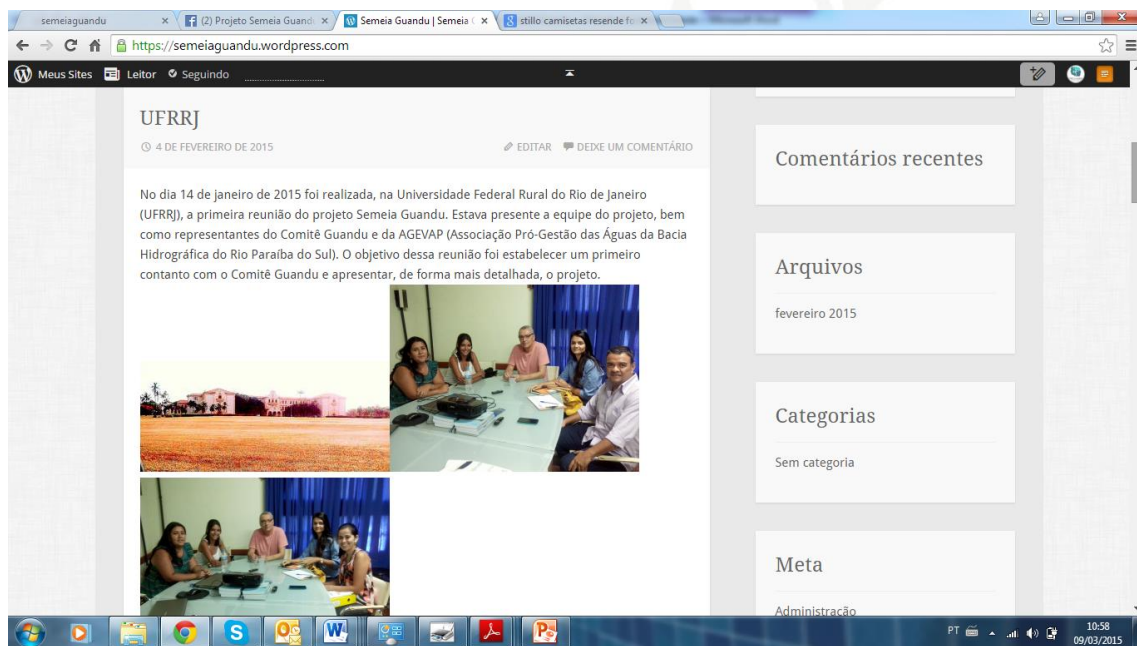 semeiaguandu
(2) Projeto Semeia Guand
Semeia Guandu | Semeia
stillo camisetas resende
https://semeiaguandu.wordpress.com
Meus Sites Leitor Seguindo
UFRRJ
4 DE FEVEREIRO DE 2015 EDITAR DEIXE UM COMENTÁRIO
No dia 14 de janeiro de 2015 foi realizada, na Universidade Federal Rural do Rio de Janeiro
(UFRRJ), a primeira reunião do projeto Semeia Guandu. Estava presente a equipe do projeto, bem
como representantes do Comitê Guandu e da AGEVAP (Associação Pró-Gestão das Águas da Bacia
Hidrográfica do Rio Paraíba do Sul). O objetivo dessa reunião foi estabelecer um primeiro
contanto com o Comitê Guandu e apresentar, de forma mais detalhada, o projeto.
Comentários recentes
Arquivos
fevereiro 2015
Categorias
Sem categoria
Meta
Administração
PT 10:58
09/03/2015